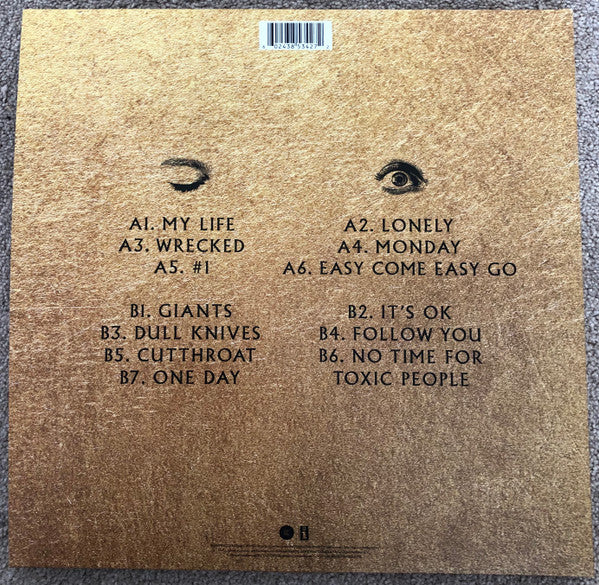 A1. MY LIFE
A2. LONELY
A3. WRECKED
A4. MONDAY
A5. #1
A6. EASY COME EASY GO
B1. GIANTS
B2. IT'S OK
B3. DULL KNIVES
B4. FOLLOW YOU
B5. CUTTHROAT
B6. NO TIME FOR
TOXIC PEOPLE
B7. ONE DAY